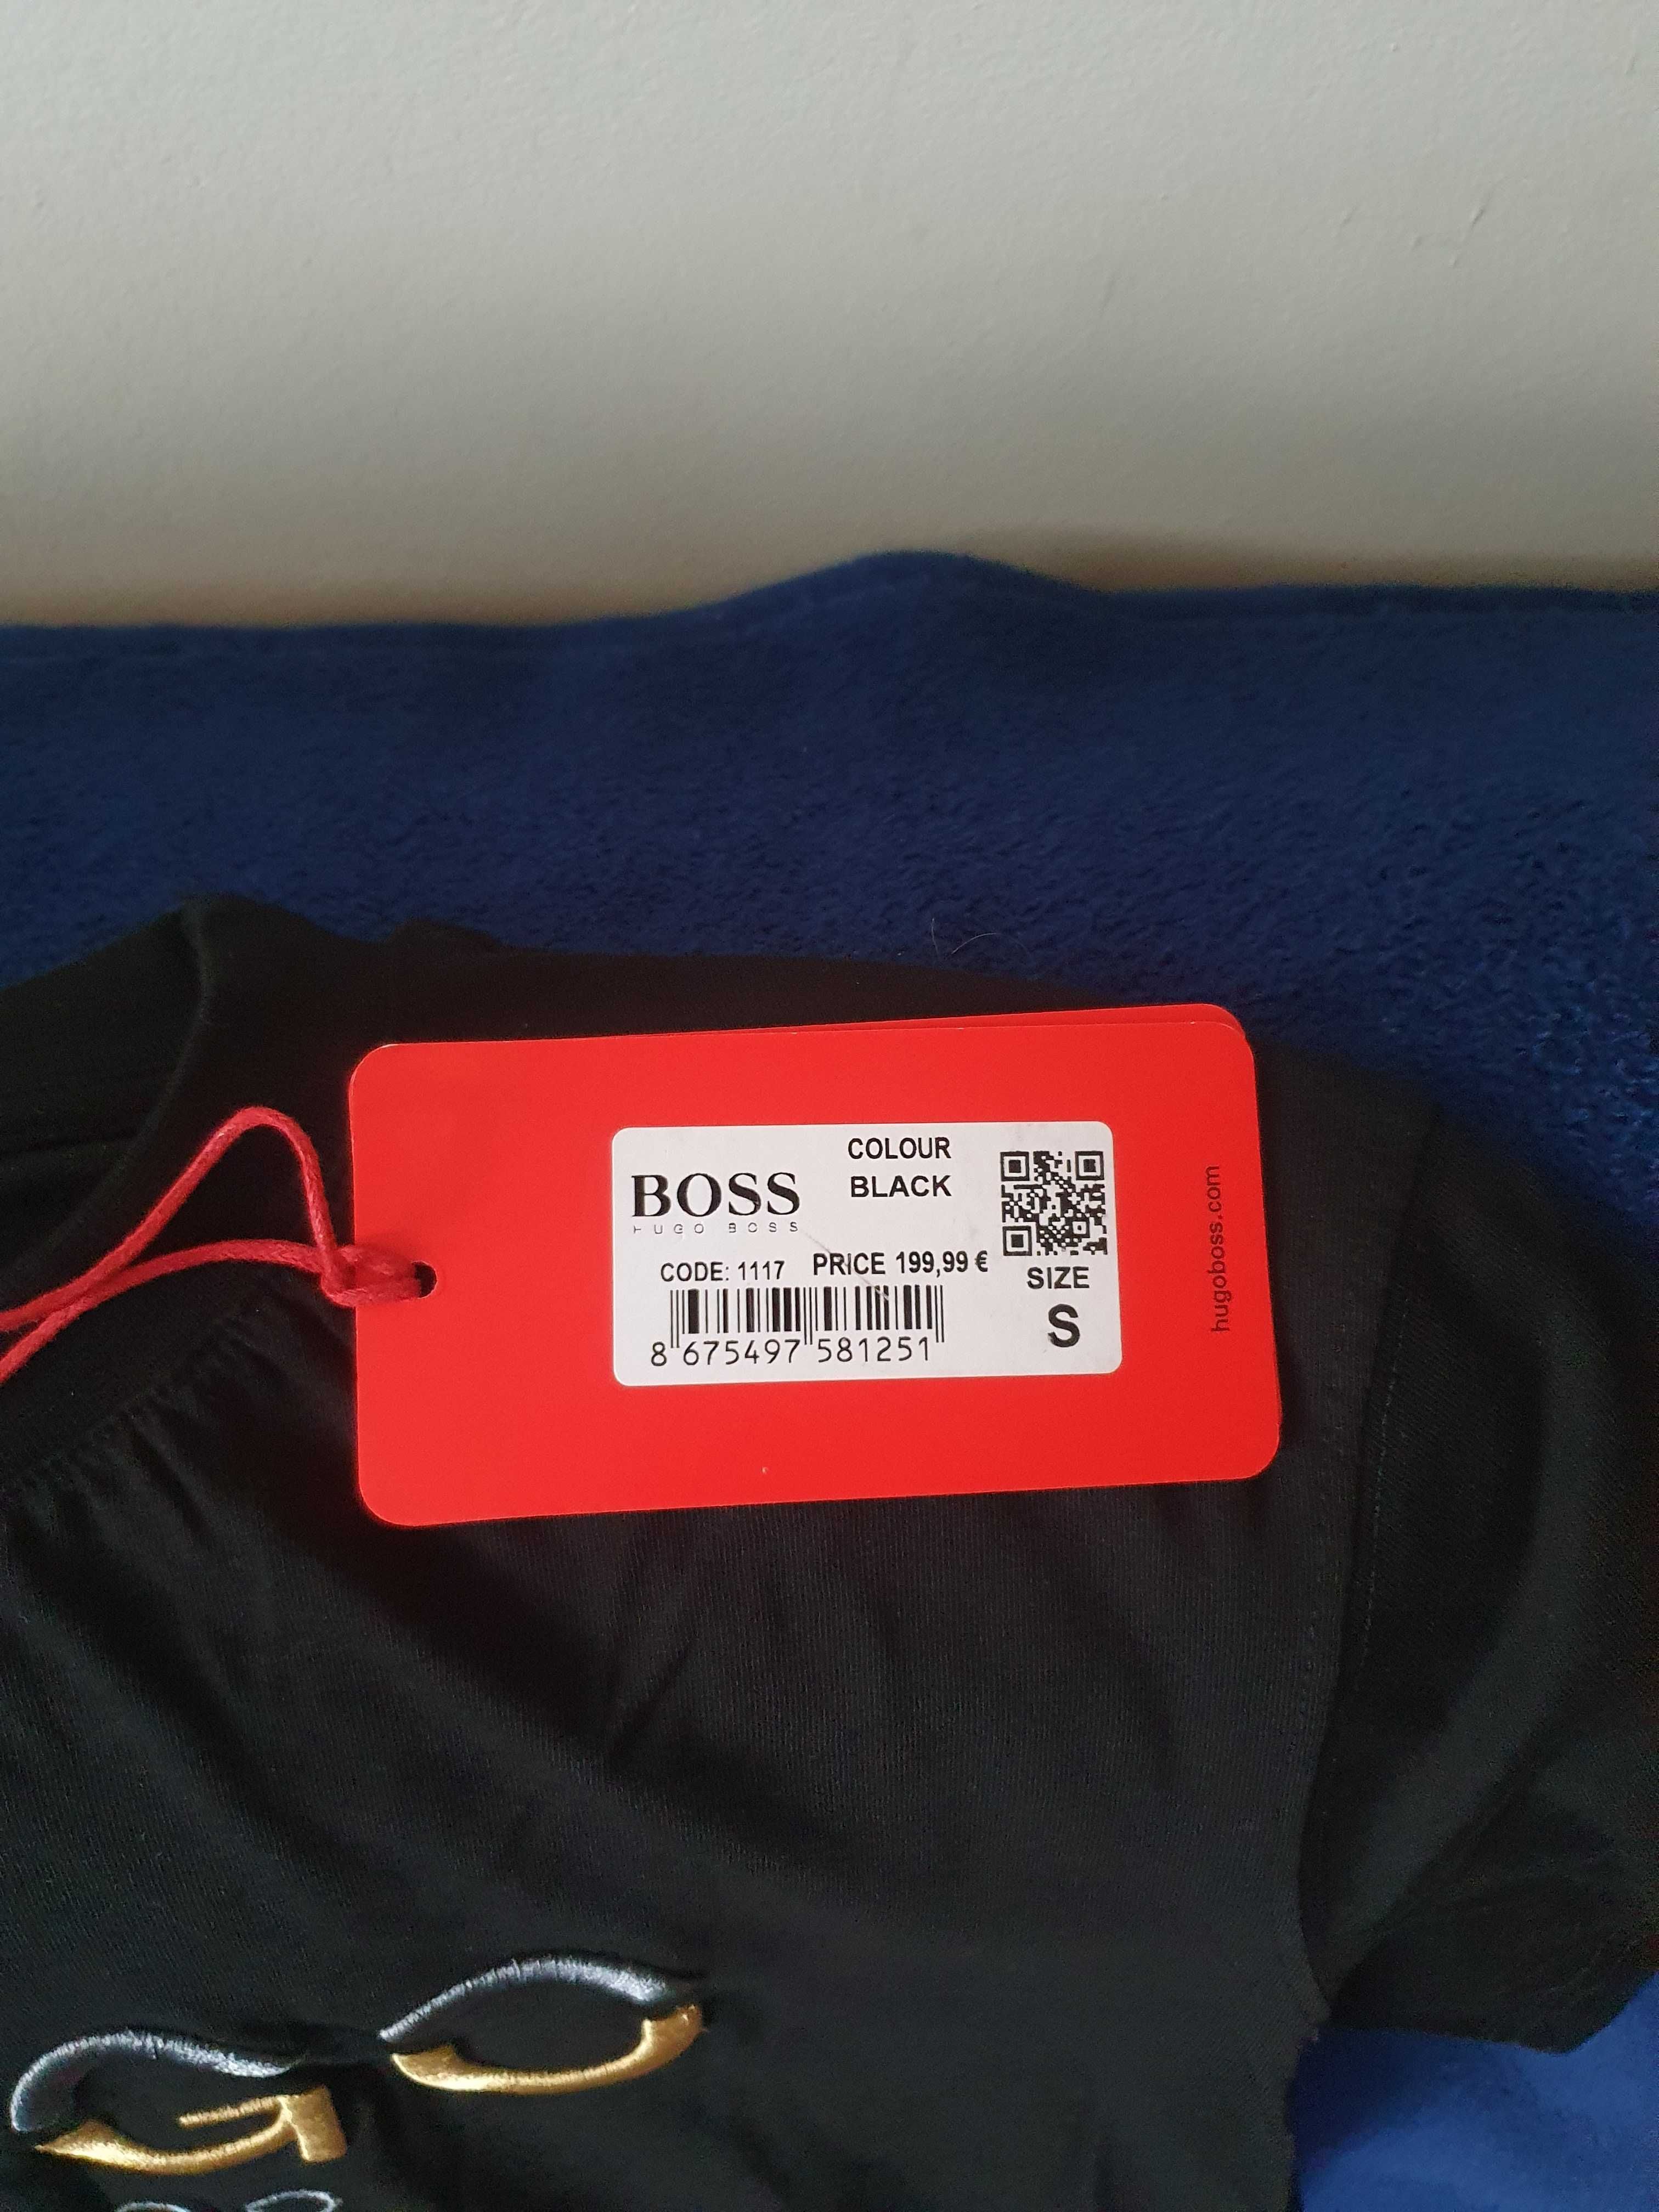 COLOUR
BOSS BLACK
HUGO BOSS
CODE: 1117 PRICE 199,99 €
SIZE
S
8 675497 581251
hugoboss.com
G